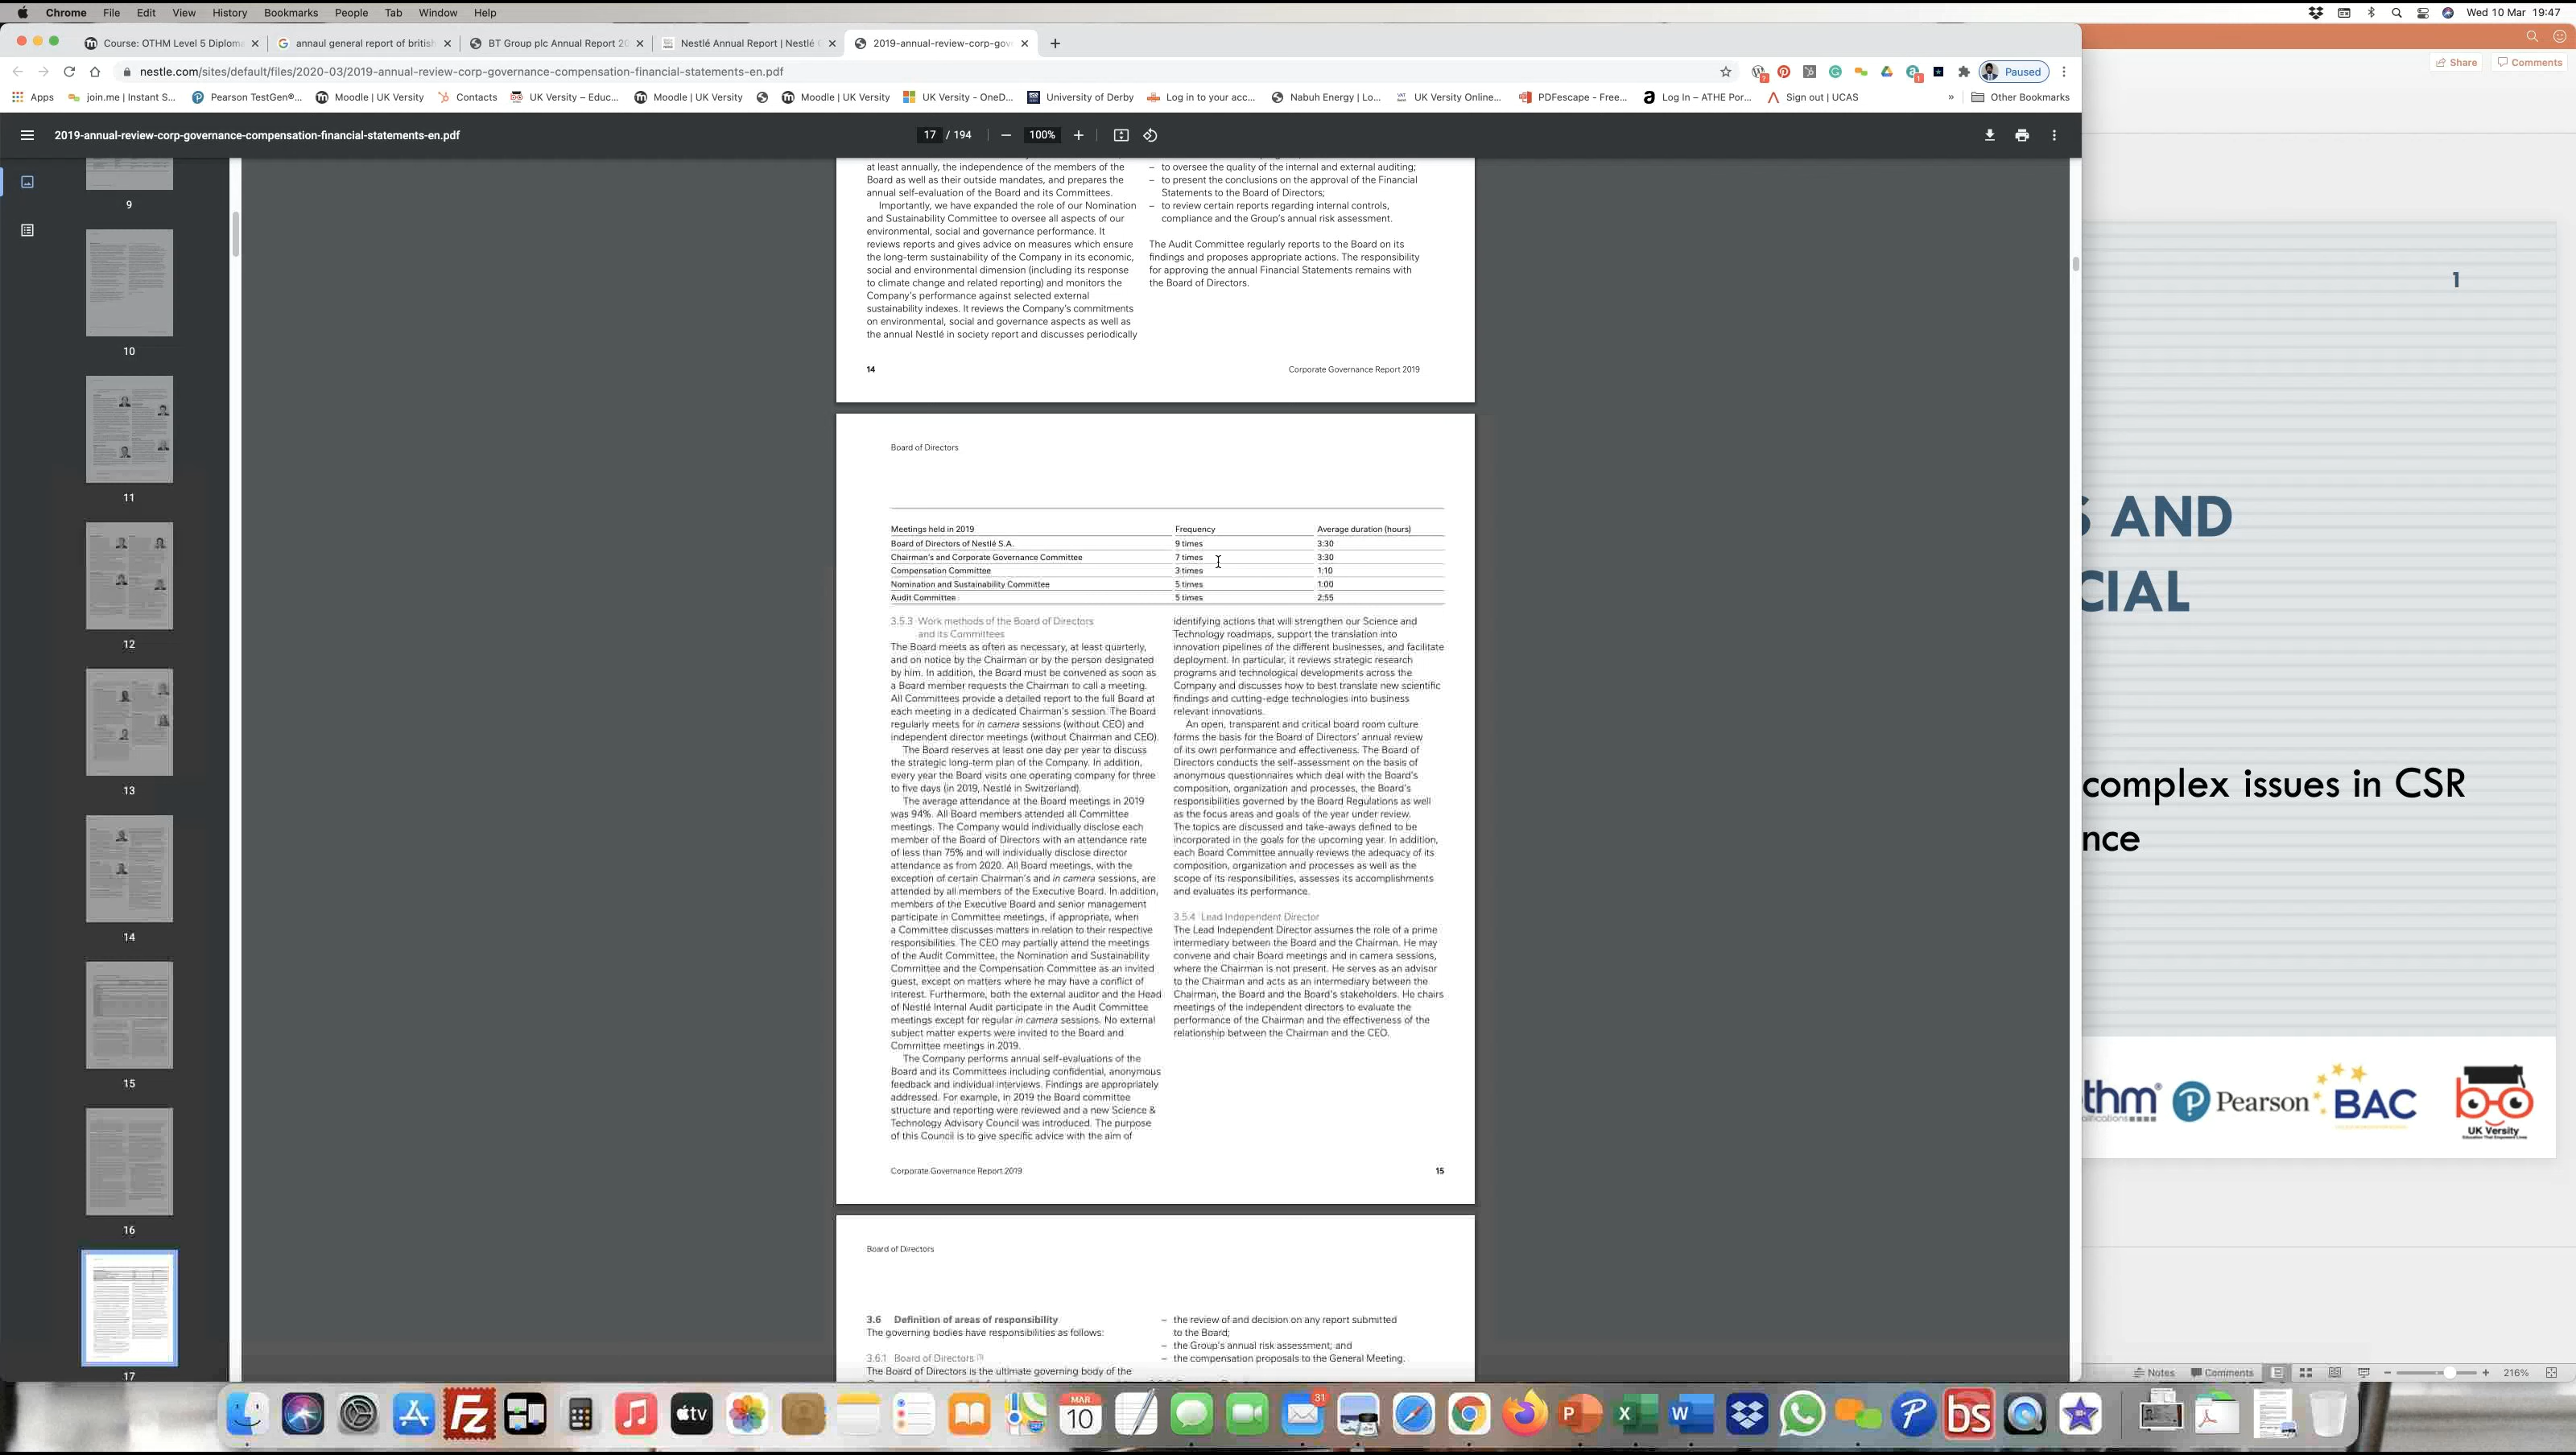 Chrome File Edit View History Bookmarks People Tab Window Help
Wed 10 Mar 19:47
Course: OTHM Level 5 Diplom
annaul general report of british
BT Group plc Annual Report 20
Nestlé Annual Report | Nestlé
2019-annual-review-corp-gov
nestle.com/sites/default/files/2020-03/2019-annual-review-corp-governance-compensation-financial-statements-en.pdf
Paused
Share Comments
Apps join.me | Instant S... Pearson TestGen®... Moodle | UK Versity Contacts UK Versity – Educ... Moodle | UK Versity Moodle | UK Versity UK Versity - OneD... University of Derby Log in to your acc... Nabuh Energy | Lo... UK Versity Online... PDFescape - Free... Log In – ATHE Por... Sign out | UCAS » Other Bookmarks
2019-annual-review-corp-governance-compensation-financial-statements-en.pdf
17 / 194
100%
9
10
11
12
13
14
15
16
17
at least annually, the independence of the members of the
Board as well as their outside mandates, and prepares the
annual self-evaluation of the Board and its Committees.
Importantly, we have expanded the role of our Nomination
and Sustainability Committee to oversee all aspects of our
environmental, social and governance performance. It
reviews reports and gives advice on measures which ensure
the long-term sustainability of the Company in its economic,
social and environmental dimension (including its response
to climate change and related reporting) and monitors the
Company's performance against selected external
sustainability indexes. It reviews the Company's commitments
on environmental, social and governance aspects as well as
the annual Nestlé in society report and discusses periodically
– to oversee the quality of the internal and external auditing;
– to present the conclusions on the approval of the Financial
Statements to the Board of Directors;
– to review certain reports regarding internal controls,
compliance and the Group's annual risk assessment.
The Audit Committee regularly reports to the Board on its
findings and proposes appropriate actions. The responsibility
for approving the annual Financial Statements remains with
the Board of Directors.
14 Corporate Governance Report 2019
Board of Directors
Meetings held in 2019 Frequency Average duration (hours)
Board of Directors of Nestlé S.A. 9 times 3:30
Chairman's and Corporate Governance Committee 7 times 3:30
Compensation Committee 3 times 1:10
Nomination and Sustainability Committee 5 times 1:00
Audit Committee 5 times 2:55
3.5.3 Work methods of the Board of Directors
and its Committees
The Board meets as often as necessary, at least quarterly,
and on notice by the Chairman or by the person designated
by him. In addition, the Board must be convened as soon as
a Board member requests the Chairman to call a meeting.
All Committees provide a detailed report to the full Board at
each meeting in a dedicated Chairman's session. The Board
regularly meets for in camera sessions (without CEO) and
independent director meetings (without Chairman and CEO).
The Board reserves at least one day per year to discuss
the strategic long-term plan of the Company. In addition,
every year the Board visits one operating company for three
to five days (in 2019, Nestlé in Switzerland).
The average attendance at the Board meetings in 2019
was 94%. All Board members attended all Committee
meetings. The Company would individually disclose each
member of the Board of Directors with an attendance rate
of less than 75% and will individually disclose director
attendance as from 2020. All Board meetings, with the
exception of certain Chairman's and in camera sessions, are
attended by all members of the Executive Board. In addition,
members of the Executive Board and senior management
participate in Committee meetings, if appropriate, when
a Committee discusses matters in relation to their respective
responsibilities. The CEO may partially attend the meetings
of the Audit Committee, the Nomination and Sustainability
Committee and the Compensation Committee as an invited
guest, except on matters where he may have a conflict of
interest. Furthermore, both the external auditor and the Head
of Nestlé Internal Audit participate in the Audit Committee
meetings except for regular in camera sessions. No external
subject matter experts were invited to the Board and
Committee meetings in 2019.
The Company performs annual self-evaluations of the
Board and its Committees including confidential, anonymous
feedback and individual interviews. Findings are appropriately
addressed. For example, in 2019 the Board committee
structure and reporting were reviewed and a new Science &
Technology Advisory Council was introduced. The purpose
of this Council is to give specific advice with the aim of
identifying actions that will strengthen our Science and
Technology roadmaps, support the translation into
innovation pipelines of the different businesses, and facilitate
deployment. In particular, it reviews strategic research
programs and technological developments across the
Company and discusses how to best translate new scientific
findings and cutting-edge technologies into business
relevant innovations.
An open, transparent and critical board room culture
forms the basis for the Board of Directors' annual review
of its own performance and effectiveness. The Board of
Directors conducts the self-assessment on the basis of
anonymous questionnaires which deal with the Board's
composition, organization and processes, the Board's
responsibilities governed by the Board Regulations as well
as the focus areas and goals of the year under review.
The topics are discussed and take-aways defined to be
incorporated in the goals for the upcoming year. In addition,
each Board Committee annually reviews the adequacy of its
composition, organization and processes as well as the
scope of its responsibilities, assesses its accomplishments
and evaluates its performance.
3.5.4 Lead Independent Director
The Lead Independent Director assumes the role of a prime
intermediary between the Board and the Chairman. He may
convene and chair Board meetings and in camera sessions,
where the Chairman is not present. He serves as an advisor
to the Chairman and acts as an intermediary between the
Chairman, the Board and the Board's stakeholders. He chairs
meetings of the independent directors to evaluate the
performance of the Chairman and the effectiveness of the
relationship between the Chairman and the CEO.
Corporate Governance Report 2019 15
Board of Directors
3.6 Definition of areas of responsibility
The governing bodies have responsibilities as follows:
3.6.1 Board of Directors
The Board of Directors is the ultimate governing body of the
– the review of and decision on any report submitted
to the Board;
– the Group's annual risk assessment; and
– the compensation proposals to the General Meeting.
1
S AND
CIAL
complex issues in CSR
nce
thm
Pearson
BAC
UK Versity
Notes Comments 216%
MAR
10
31
tv
Fz
P X W
bs